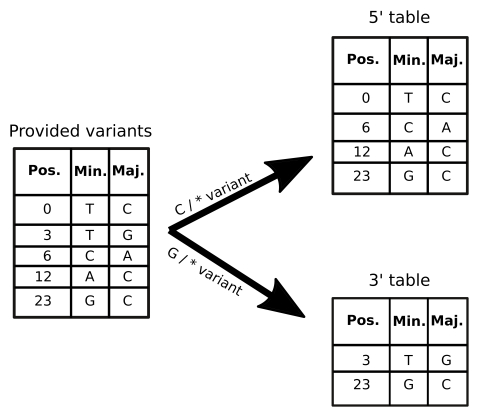 5' table
Pos. Min. Maj.
0 T C
6 C A
12 A C
23 G C
Provided variants
Pos. Min. Maj.
0 T C
3 T G
6 C A
12 A C
23 G C
C / * variant
G / * variant
3' table
Pos. Min. Maj.
3 T G
23 G C